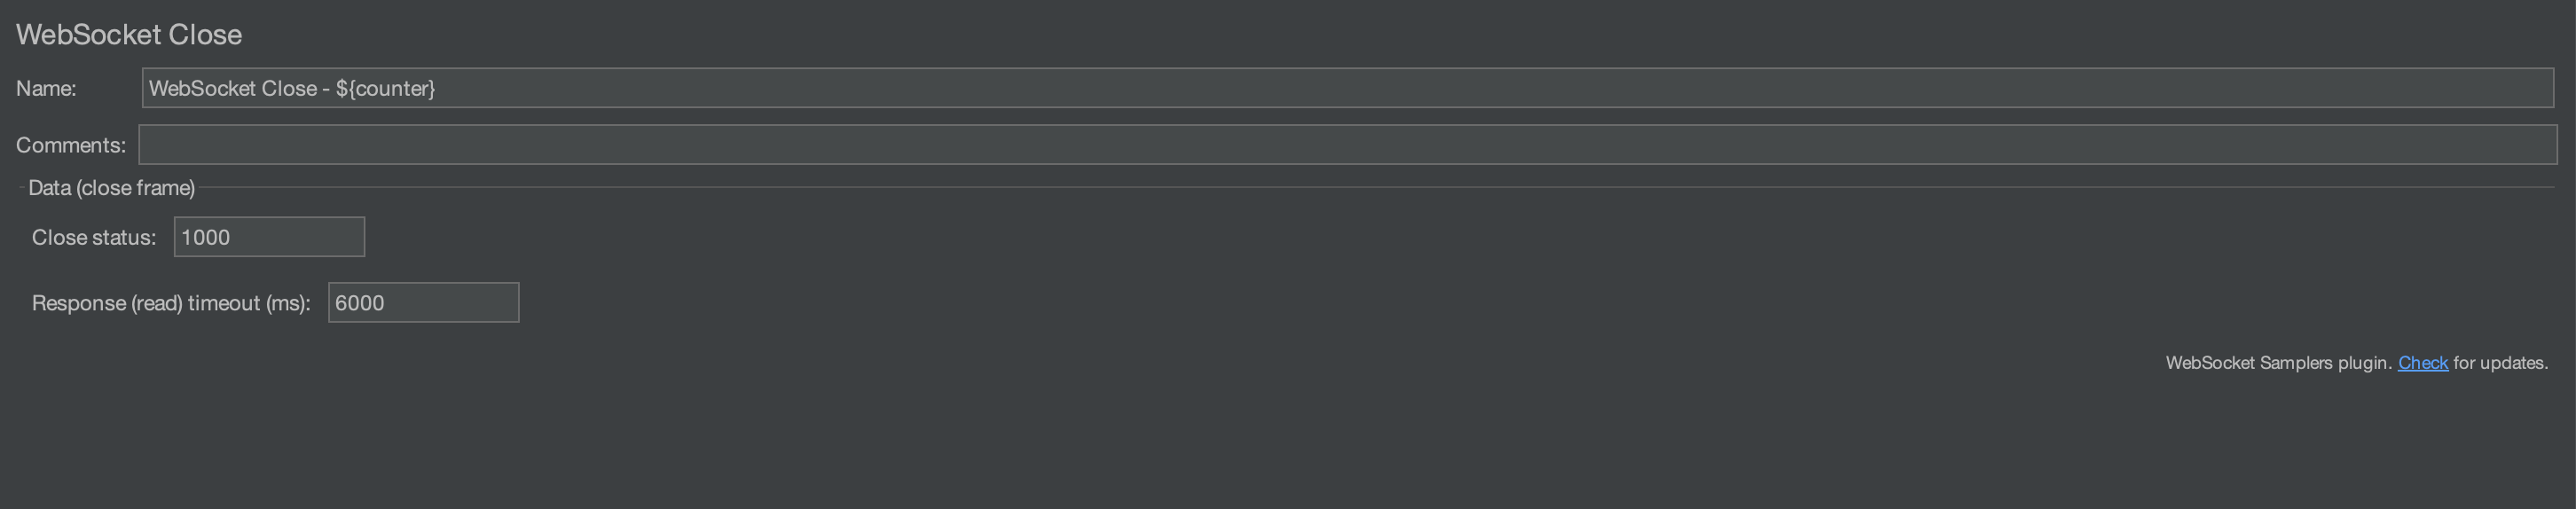 WebSocket Close
Name: WebSocket Close - ${counter}
Comments:
Data (close frame)
Close status: 1000
Response (read) timeout (ms): 6000
WebSocket Samplers plugin. Check for updates.